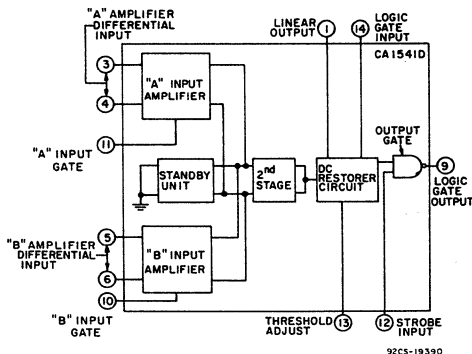 "A" AMPLIFIER
DIFFERENTIAL
INPUT
LINEAR
OUTPUT
LOGIC
GATE
INPUT
1
14
CA1541D
3
4
"A" INPUT
AMPLIFIER
11
"A" INPUT
GATE
OUTPUT
GATE
STANDBY
UNIT
2nd
STAGE
DC
RESTORER
CIRCUIT
9
LOGIC
GATE
OUTPUT
"B" AMPLIFIER
DIFFERENTIAL
INPUT
5
6
"B" INPUT
AMPLIFIER
10
"B" INPUT
GATE
THRESHOLD
ADJUST
13
12
STROBE
INPUT
92CS-19390